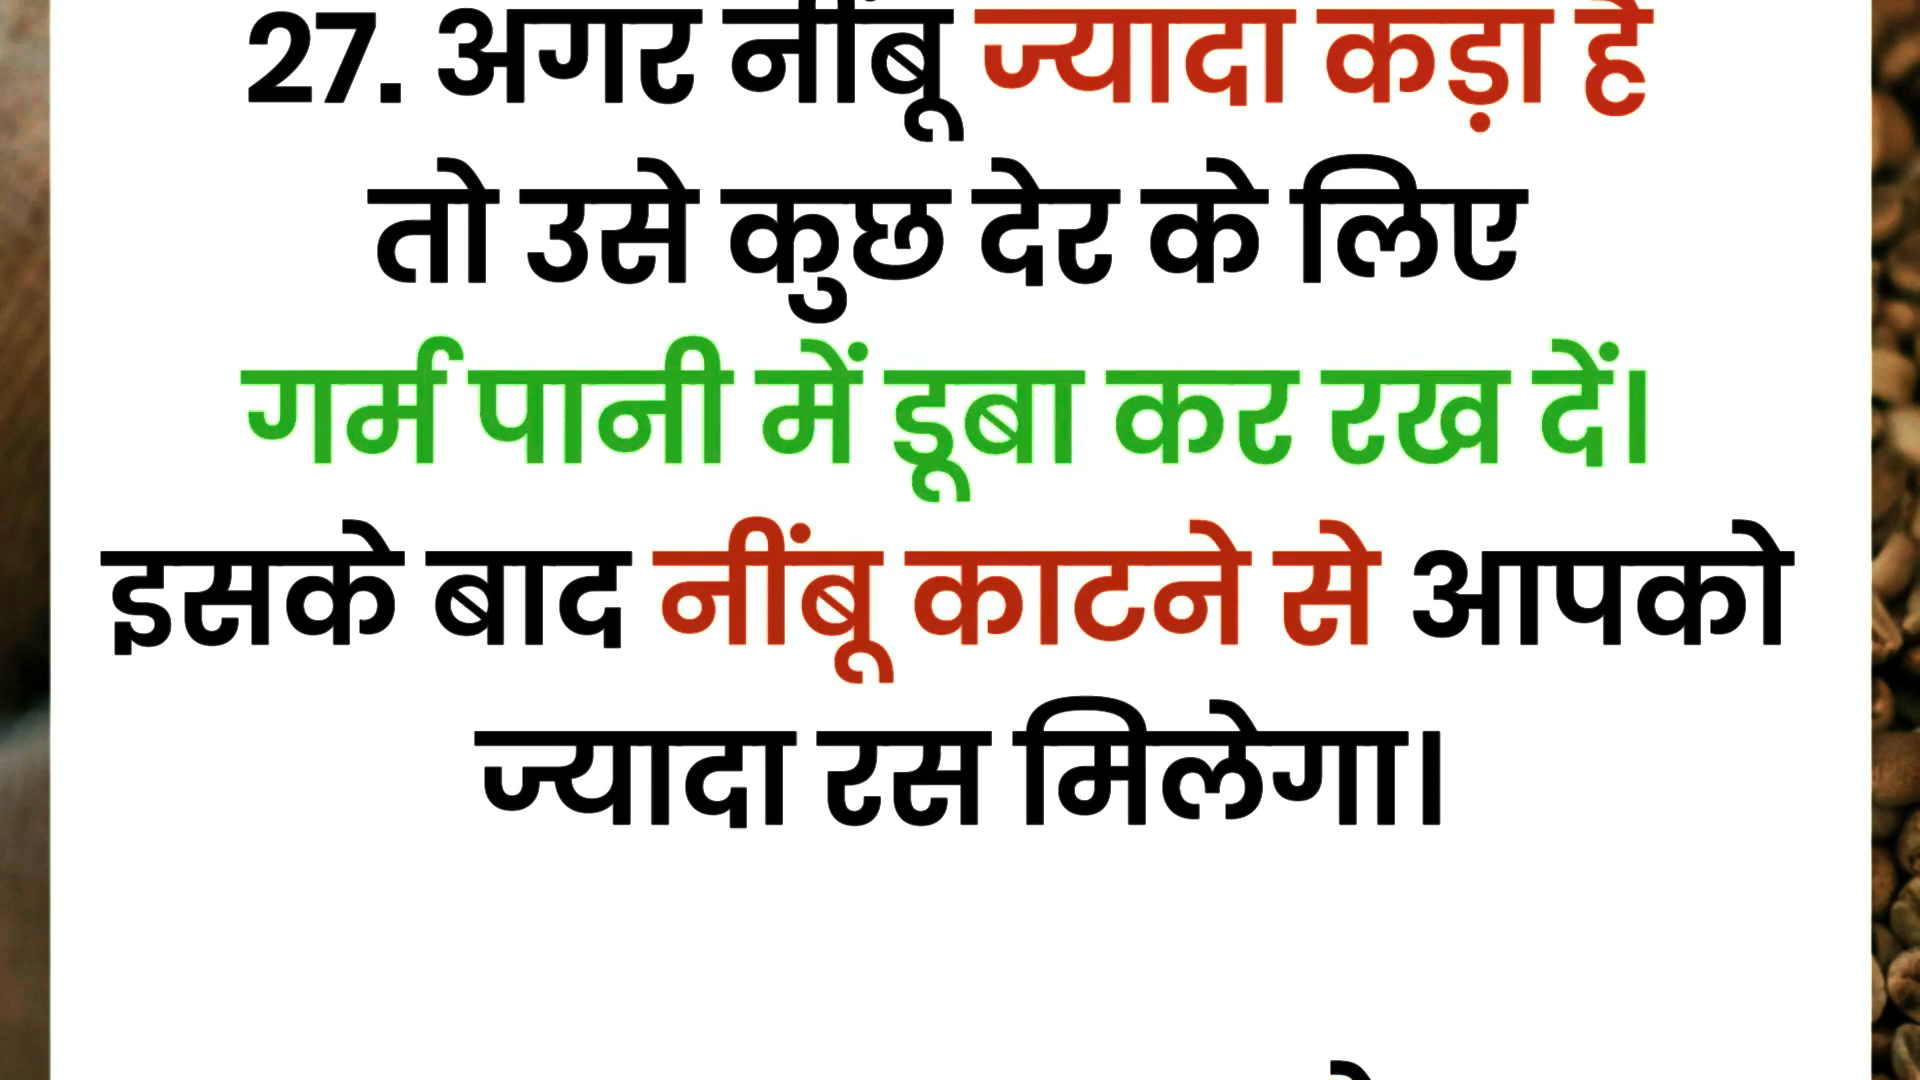 27. अगर नींबू ज्यादा कड़ा है
तो उसे कुछ देर के लिए
गर्म पानी में डूबा कर रख दें।
इसके बाद नींबू काटने से आपको
ज्यादा रस मिलेगा।